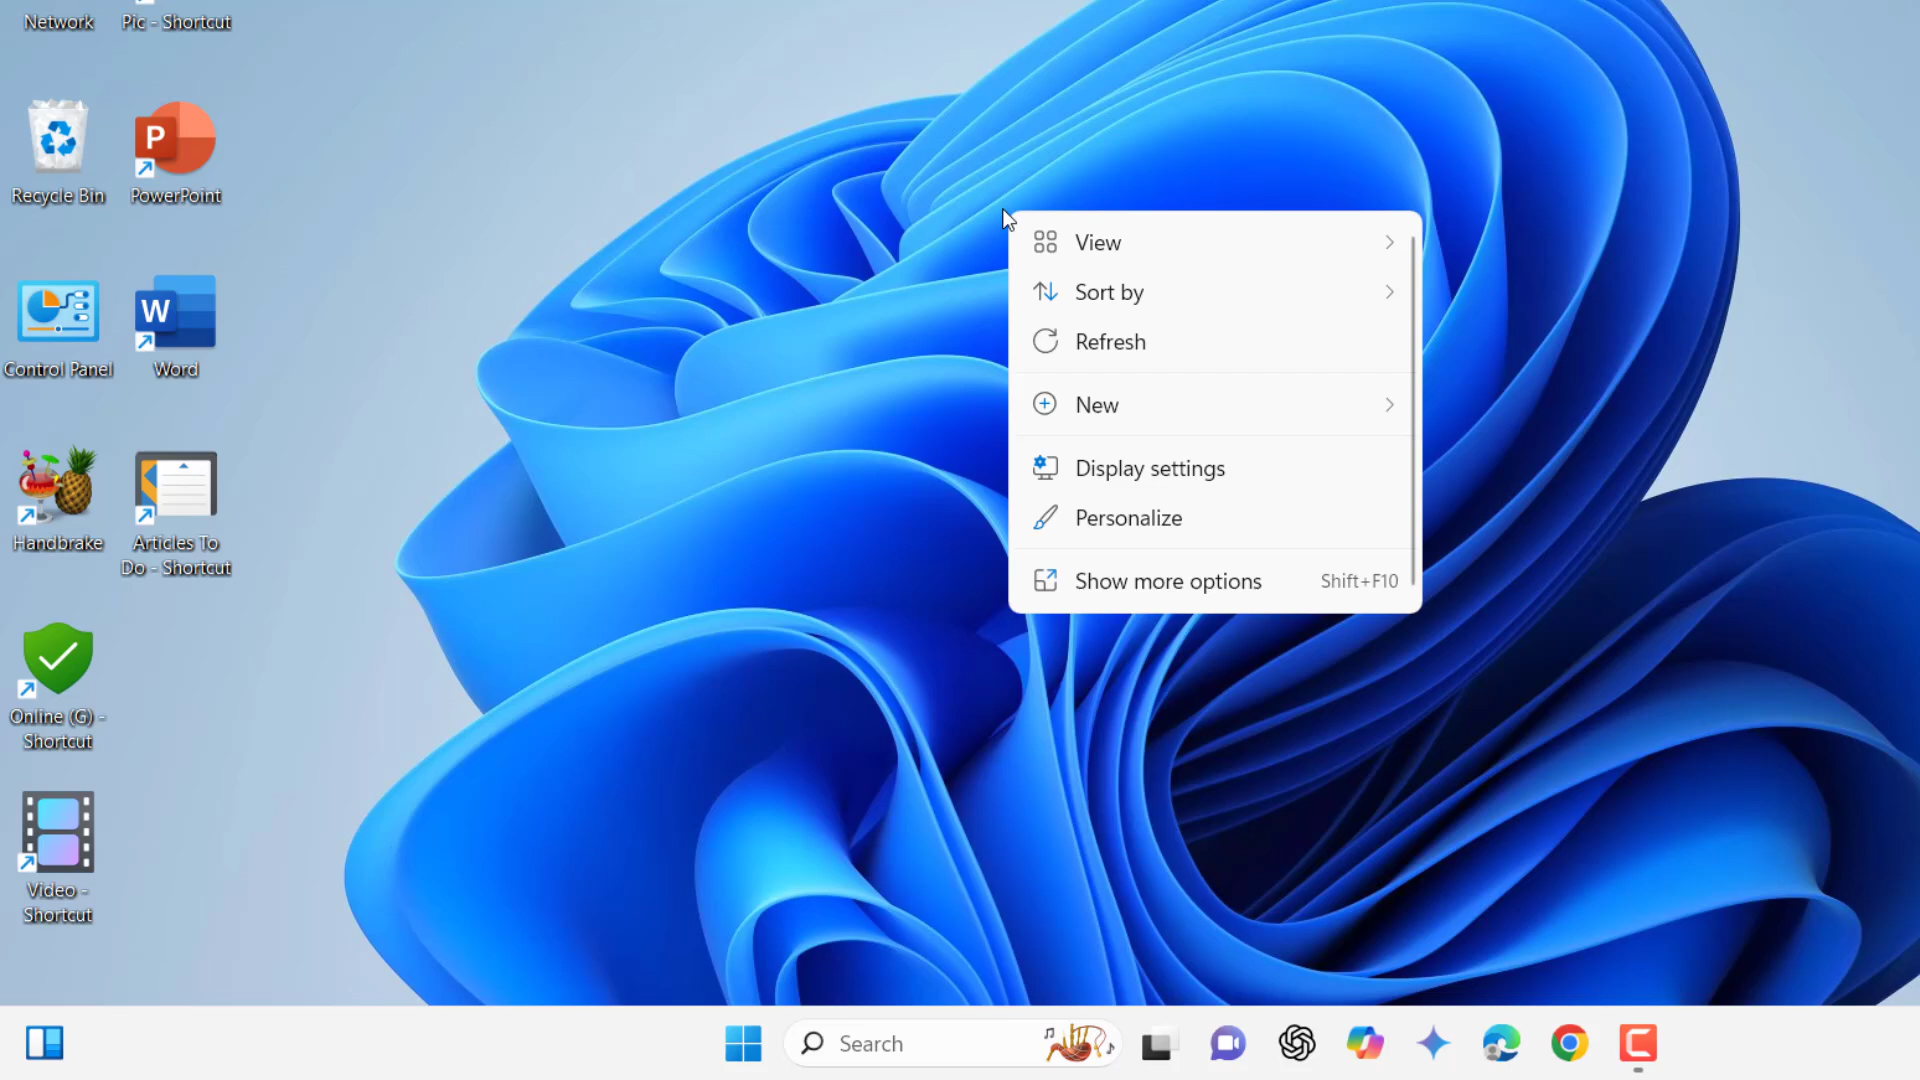 Network
Pic - Shortcut
Recycle Bin
PowerPoint
Control Panel
Word
Handbrake
Articles To
Do - Shortcut
Online (G) -
Shortcut
Video -
Shortcut
View
Sort by
Refresh
New
Display settings
Personalize
Show more options Shift+F10
Search